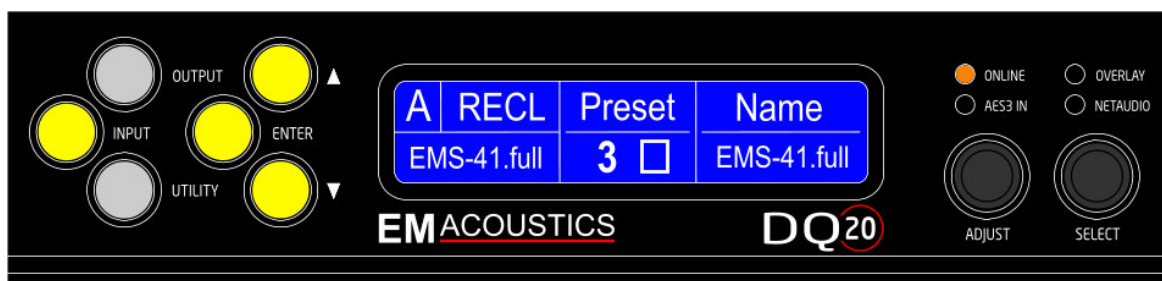 OUTPUT ▲
INPUT ENTER
UTILITY ▼
A RECL Preset Name
EMS-41.full 3 EMS-41.full
EM ACOUSTICS DQ20
ONLINE OVERLAY
AES3 IN NETAUDIO
ADJUST SELECT